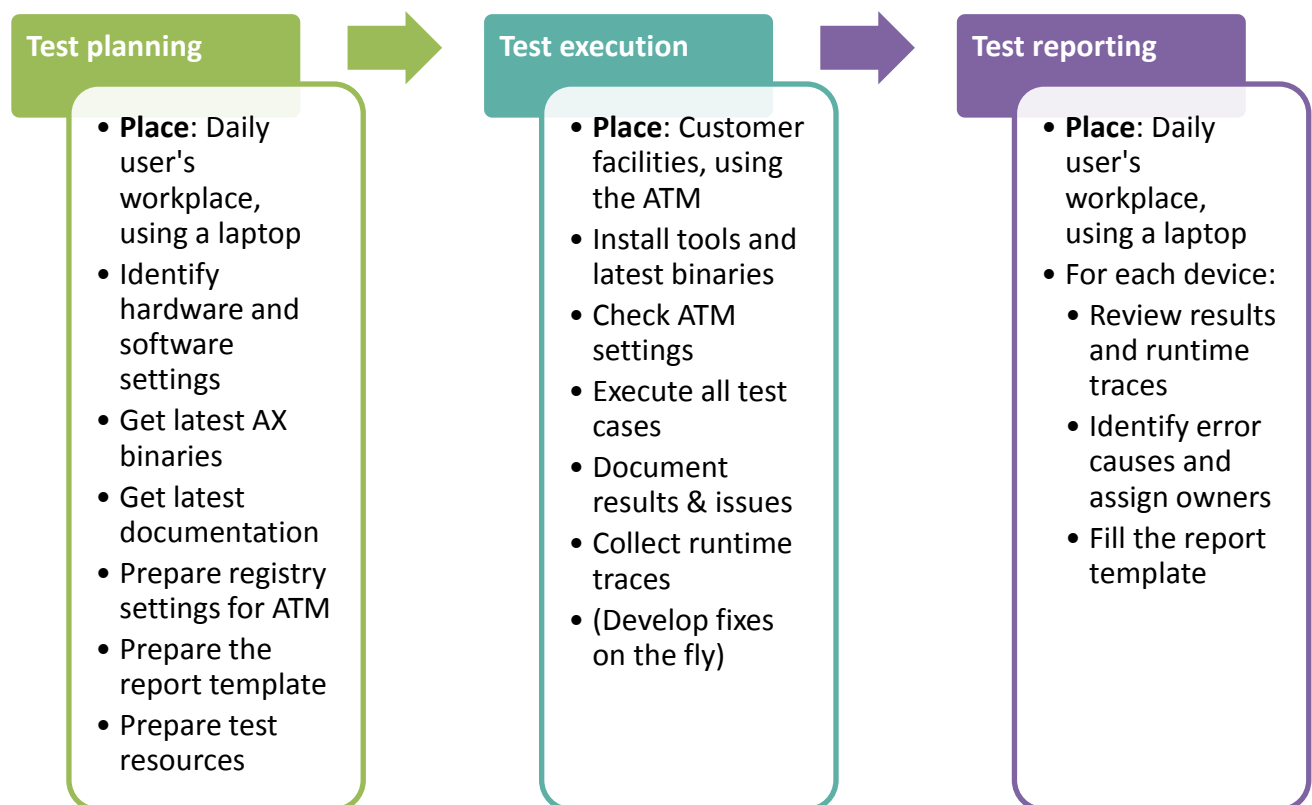 Test planning
• Place: Daily
user's
workplace,
using a laptop
• Identify
hardware and
software
settings
• Get latest AX
binaries
• Get latest
documentation
• Prepare registry
settings for ATM
• Prepare the
report template
• Prepare test
resources
Test execution
• Place: Customer
facilities, using
the ATM
• Install tools and
latest binaries
• Check ATM
settings
• Execute all test
cases
• Document
results & issues
• Collect runtime
traces
• (Develop fixes
on the fly)
Test reporting
• Place: Daily
user's
workplace,
using a laptop
• For each device:
• Review results
and runtime
traces
• Identify error
causes and
assign owners
• Fill the report
template